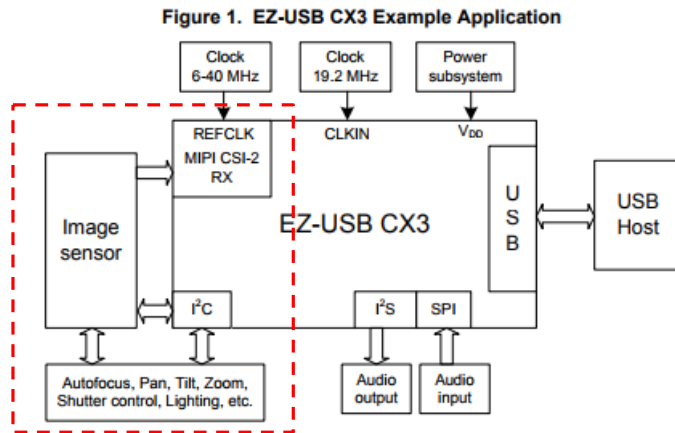 Figure 1. EZ-USB CX3 Example Application
Clock
6-40 MHz
Clock
19.2 MHz
Power
subsystem
REFCLK
CLKIN
VDD
MIPI CSI-2
RX
Image
sensor
EZ-USB CX3
U
S
B
USB
Host
I²C
I²S
SPI
Autofocus, Pan, Tilt, Zoom,
Shutter control, Lighting, etc.
Audio
output
Audio
input